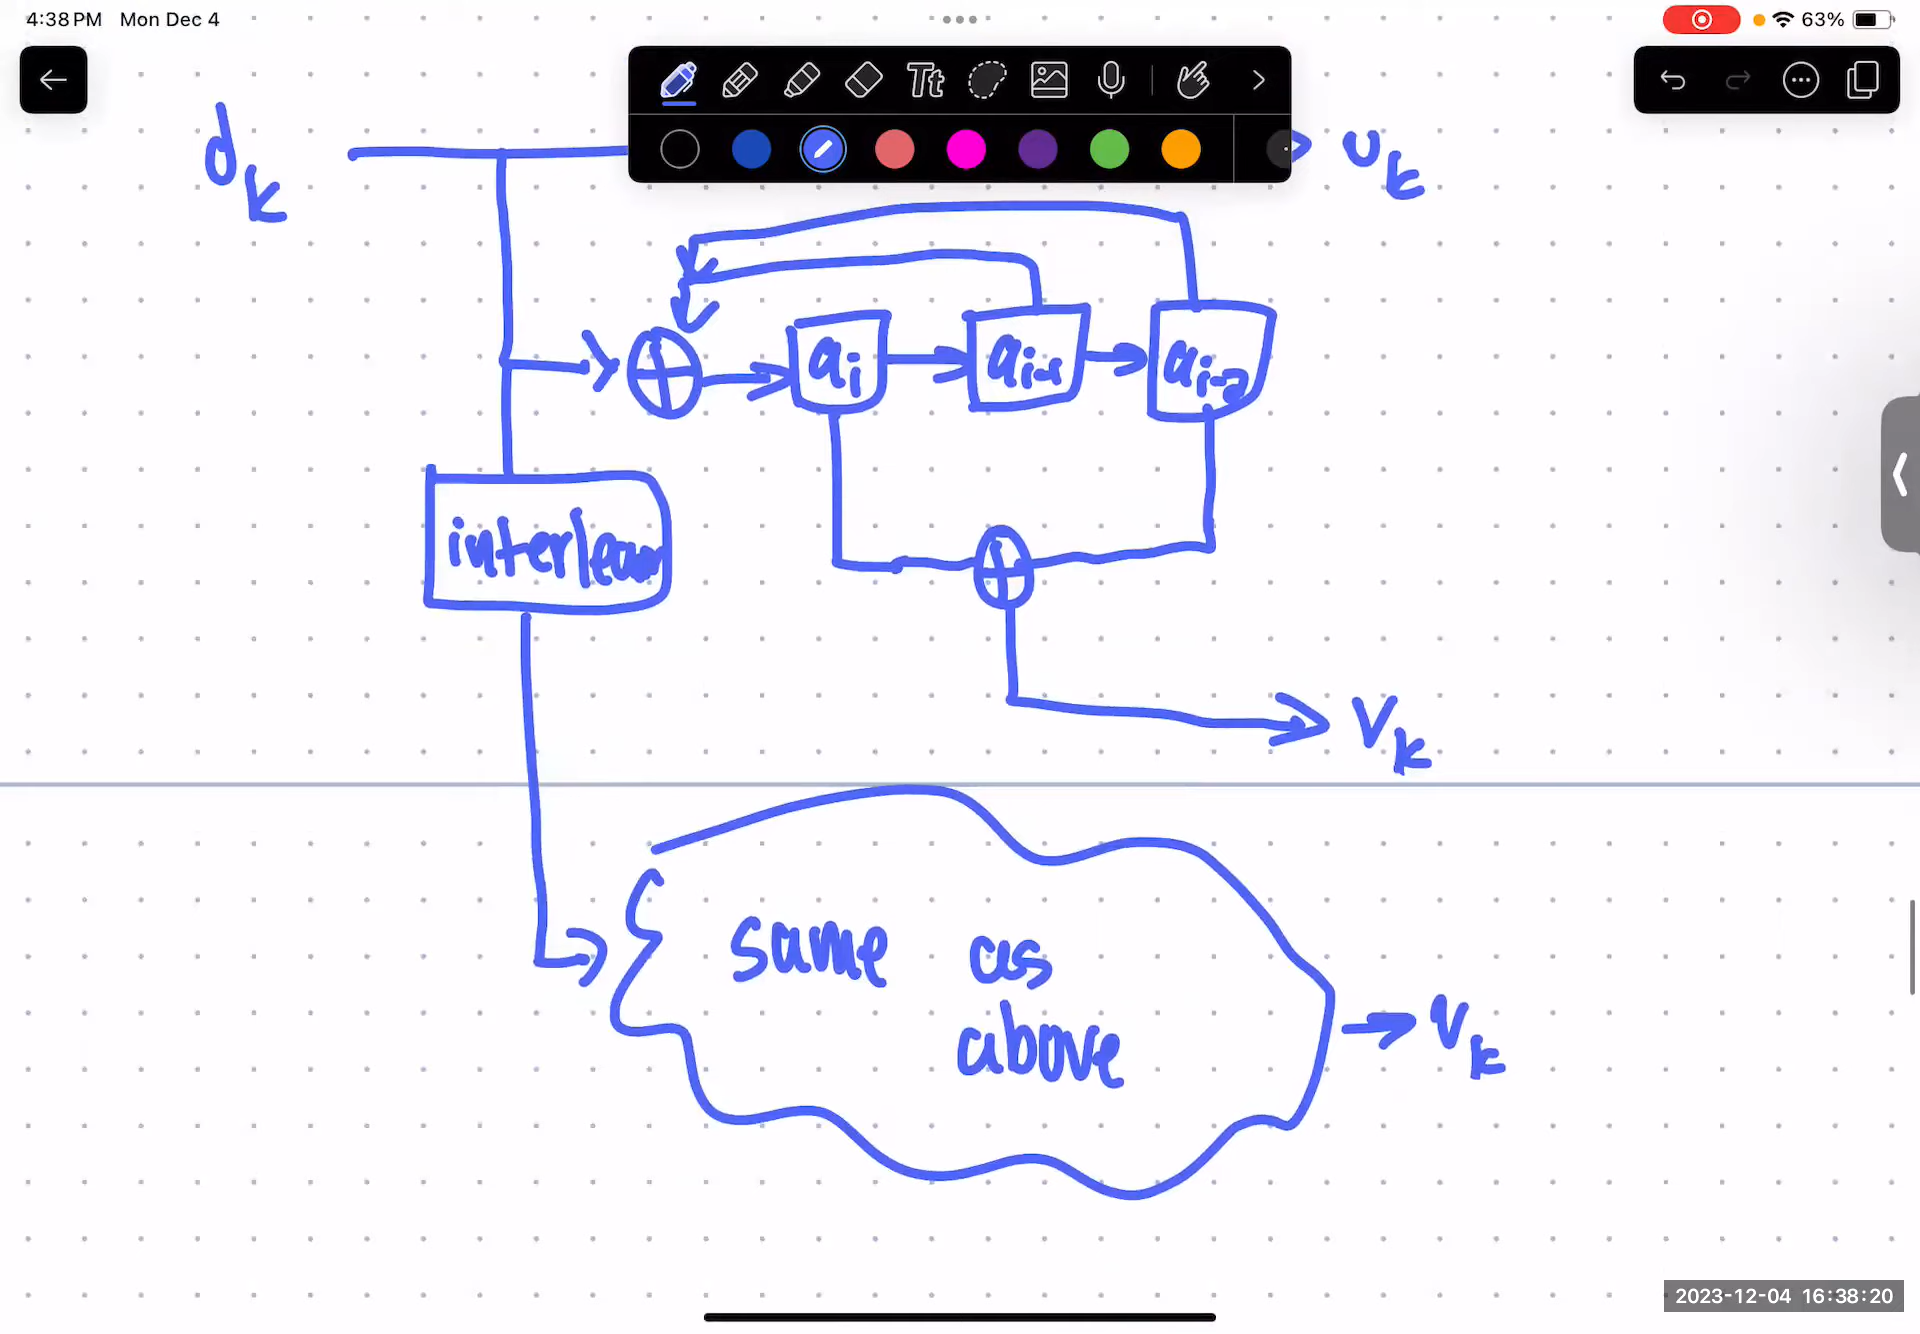 4:38 PM Mon Dec 4
63%
Tt
d_k
u_k
a_i
a_{i-1}
a_{i-2}
v_k
same as
above
v_k
2023-12-04 16:38:20